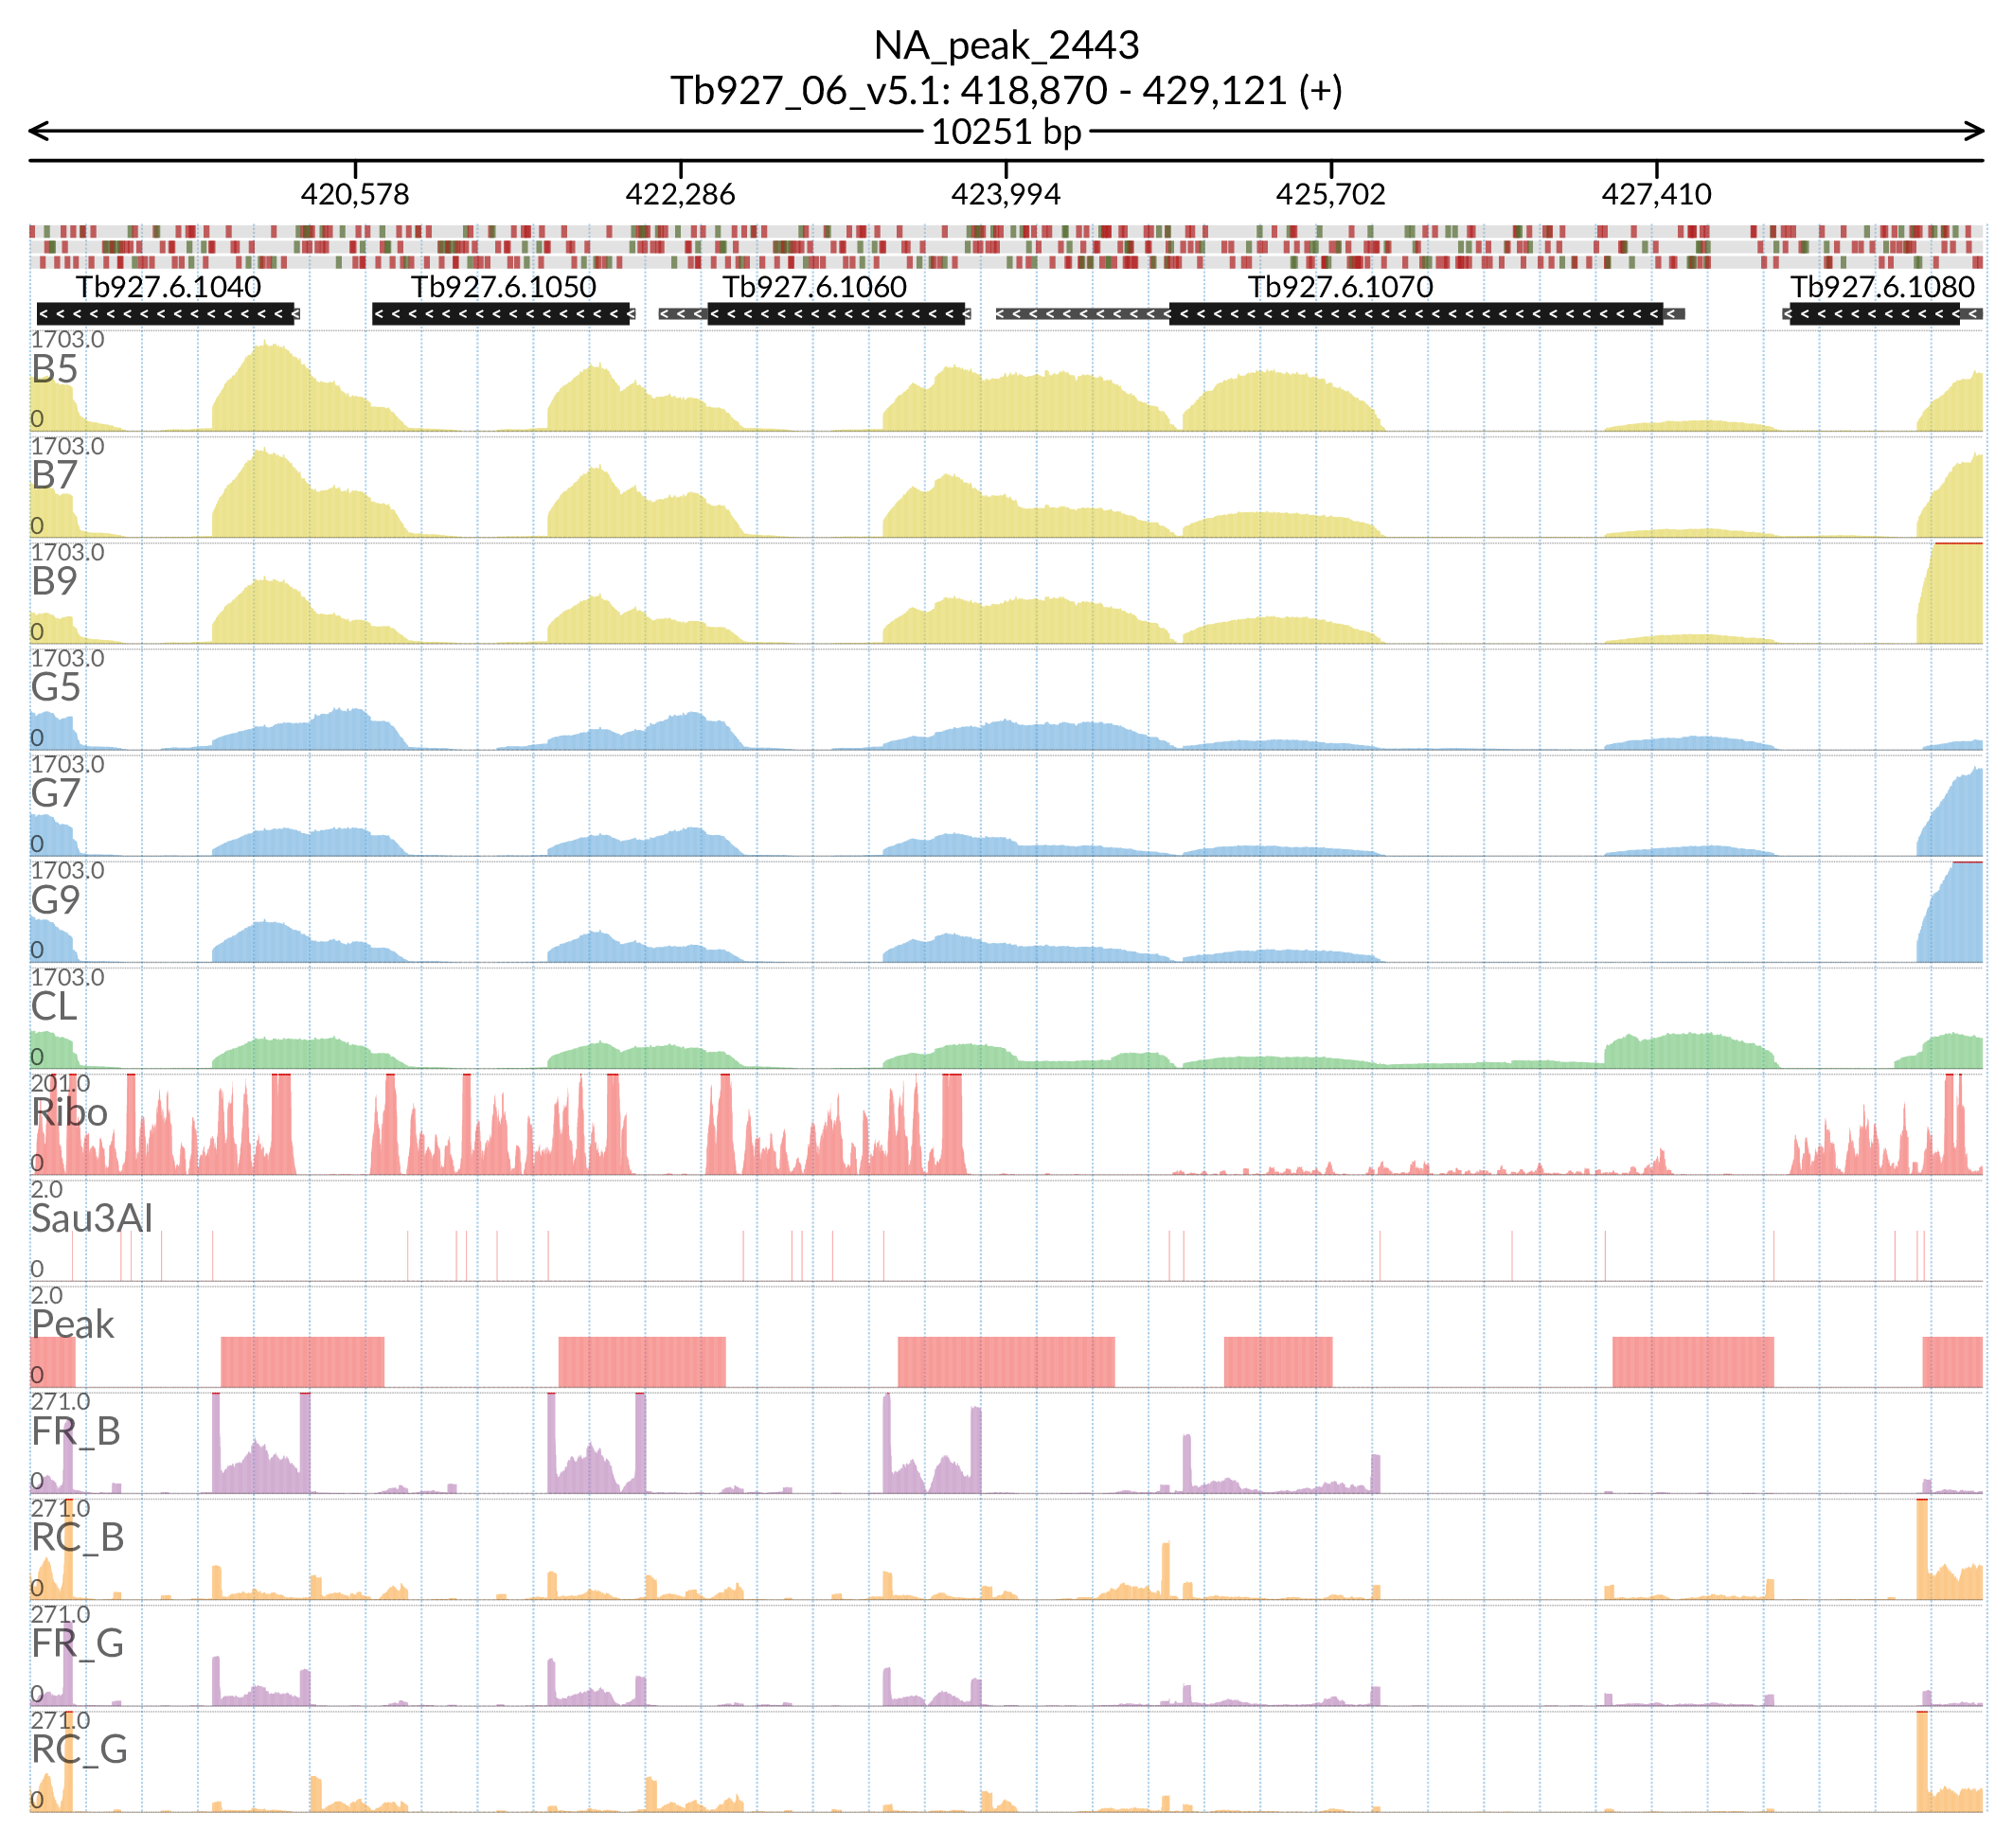 NA_peak_2443
Tb927_06_v5.1: 418,870 - 429,121 (+)
10251 bp
420,578 422,286 423,994 425,702 427,410
Tb927.6.1040 Tb927.6.1050 Tb927.6.1060 Tb927.6.1070 Tb927.6.1080
1703.0
B5
0
1703.0
B7
0
1703.0
B9
0
1703.0
G5
0
1703.0
G7
0
1703.0
G9
0
1703.0
CL
0
201.0
Ribo
0
2.0
Sau3AI
0
2.0
Peak
0
271.0
FR_B
0
271.0
RC_B
0
271.0
FR_G
0
271.0
RC_G
0